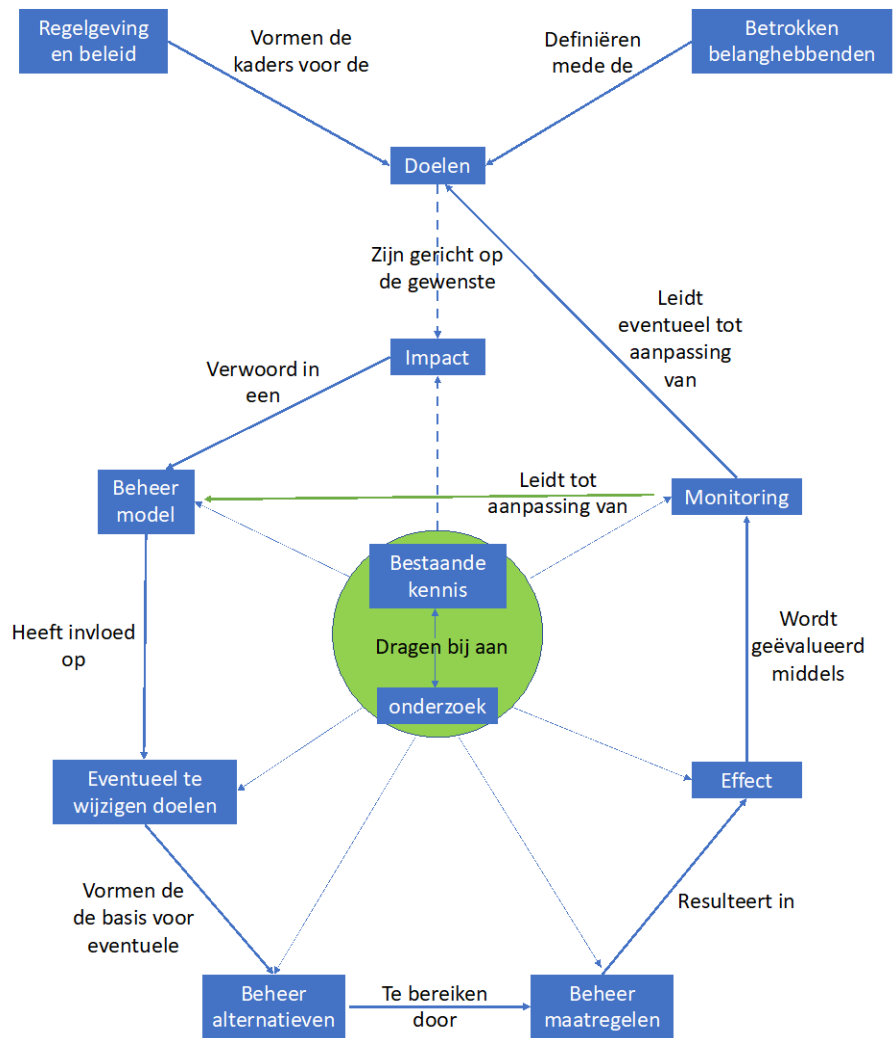 Regelgeving
en beleid
Vormen de
kaders voor de
Definiëren
mede de
Betrokken
belanghebbenden
Doelen
Zijn gericht op
de gewenste
Leidt
eventueel tot
aanpassing
van
Impact
Verwoord in
een
Beheer
model
Leidt tot
aanpassing van
Monitoring
Bestaande
kennis
Heeft invloed
op
Dragen bij aan
Wordt
geëvalueerd
middels
onderzoek
Eventueel te
wijzigen doelen
Effect
Vormen de
de basis voor
eventuele
Resulteert in
Beheer
alternatieven
Te bereiken
door
Beheer
maatregelen